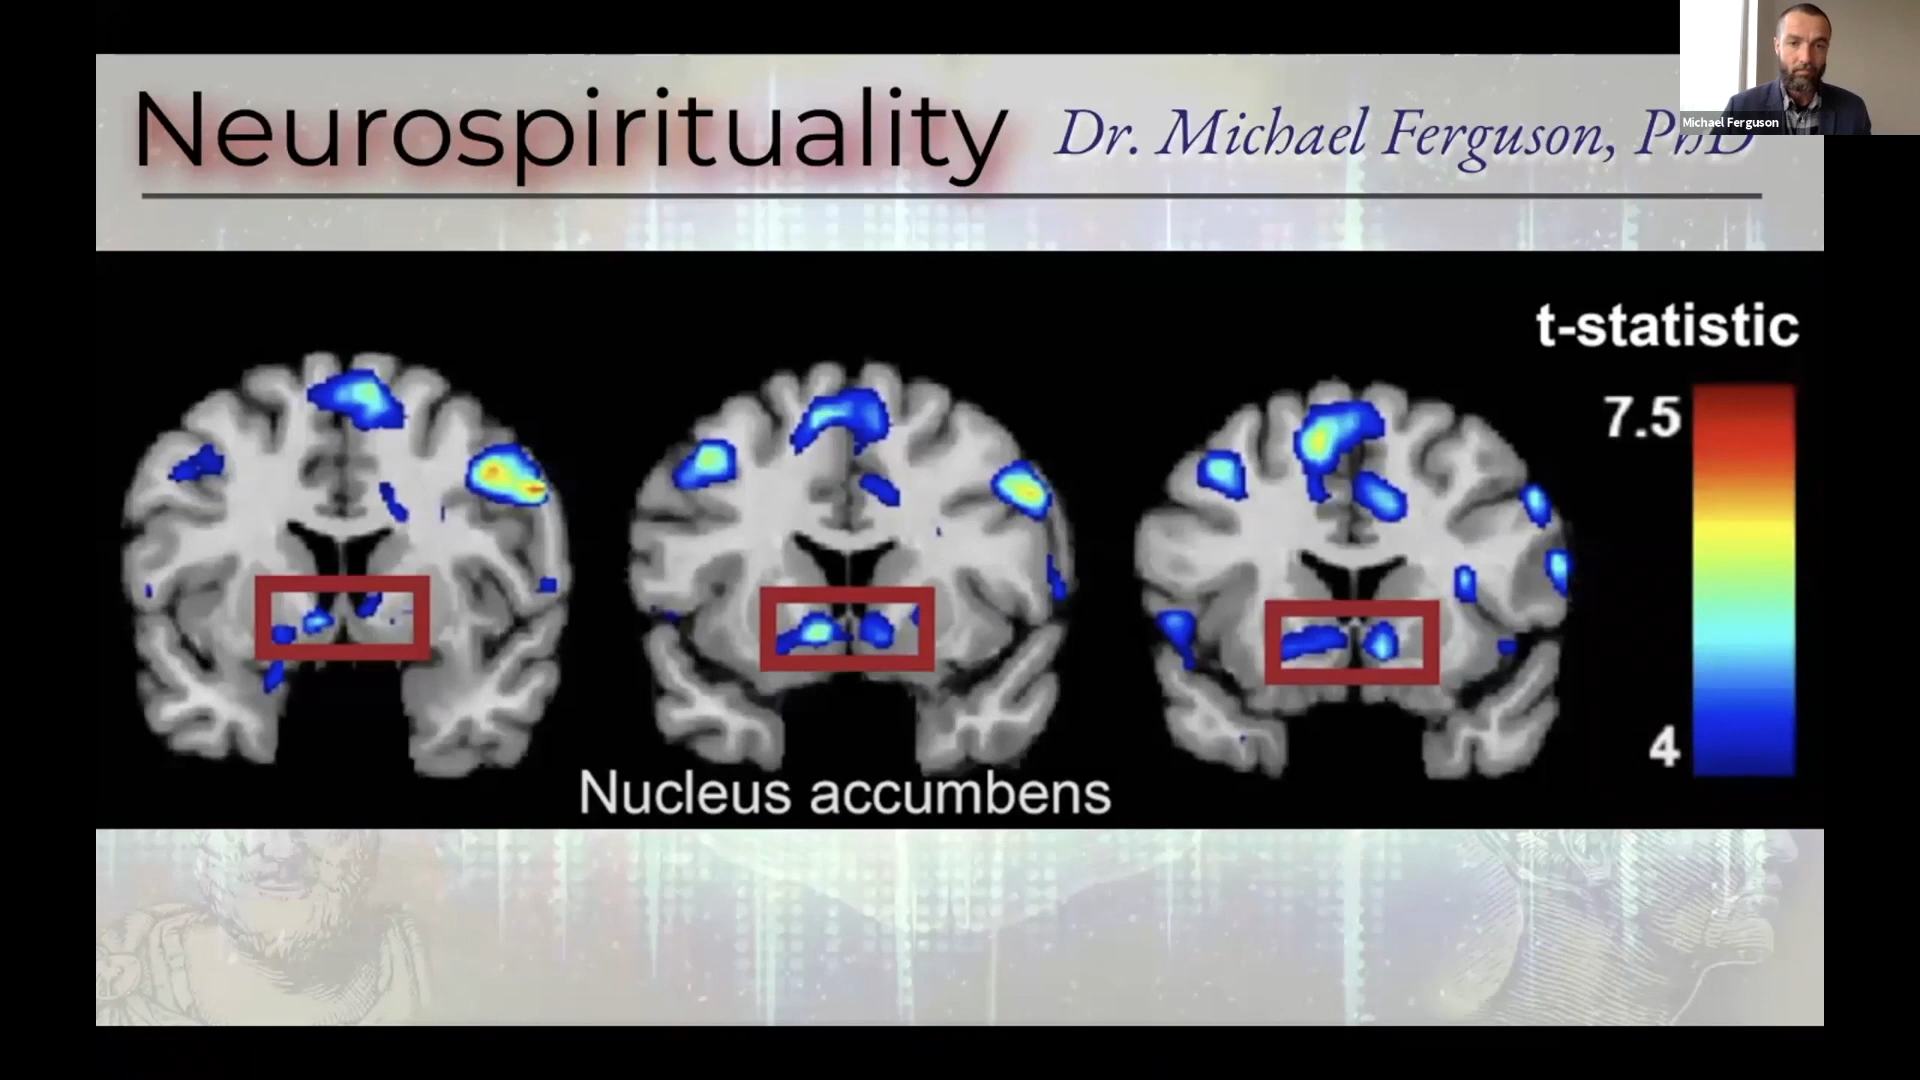 Neurospirituality Dr. Michael Ferguson, PhD
Michael Ferguson
t-statistic
7.5
4
Nucleus accumbens